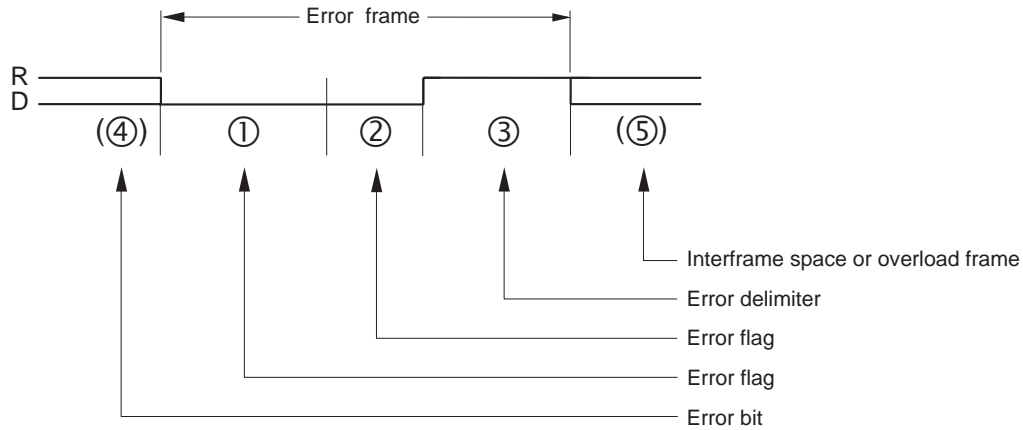 Error frame
R
D
(④) ① ② ③ (⑤)
Interframe space or overload frame
Error delimiter
Error flag
Error flag
Error bit